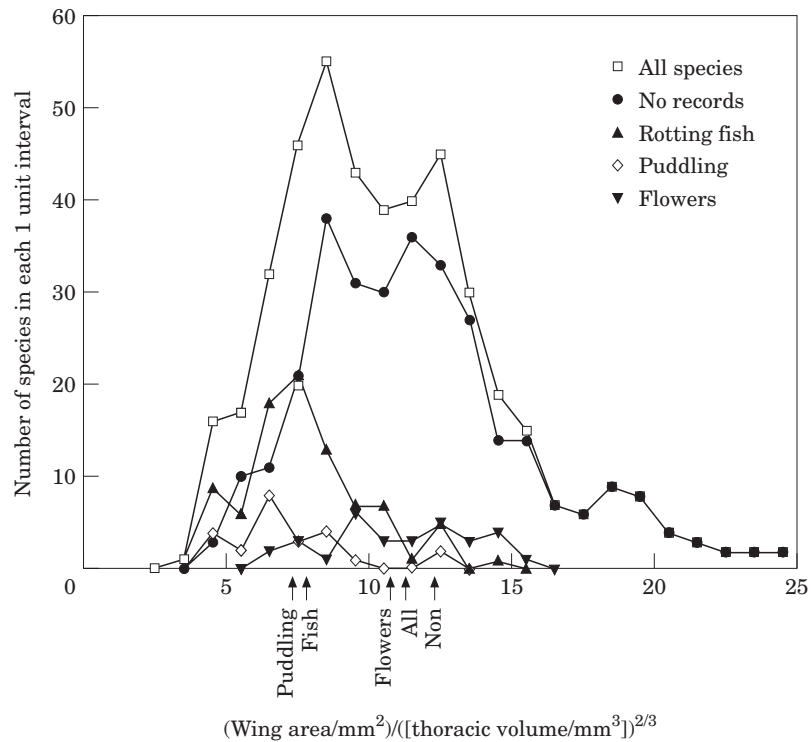 Number of species in each 1 unit interval
60
50
40
30
20
10
0
5
10
15
20
25
All species
No records
Rotting fish
Puddling
Flowers
Puddling
Fish
Flowers
All
Non
(Wing area/mm²)/([thoracic volume/mm³])²/³